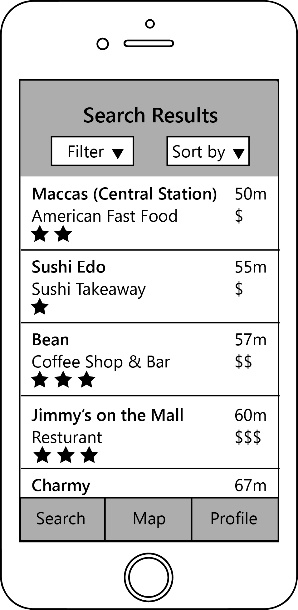 Search Results
Filter ▼ Sort by ▼
Maccas (Central Station) 50m
American Fast Food $
★★
Sushi Edo 55m
Sushi Takeaway $
★
Bean 57m
Coffee Shop & Bar $$
★★★
Jimmy's on the Mall 60m
Resturant $$$
★★★
Charmy 67m
Search Map Profile